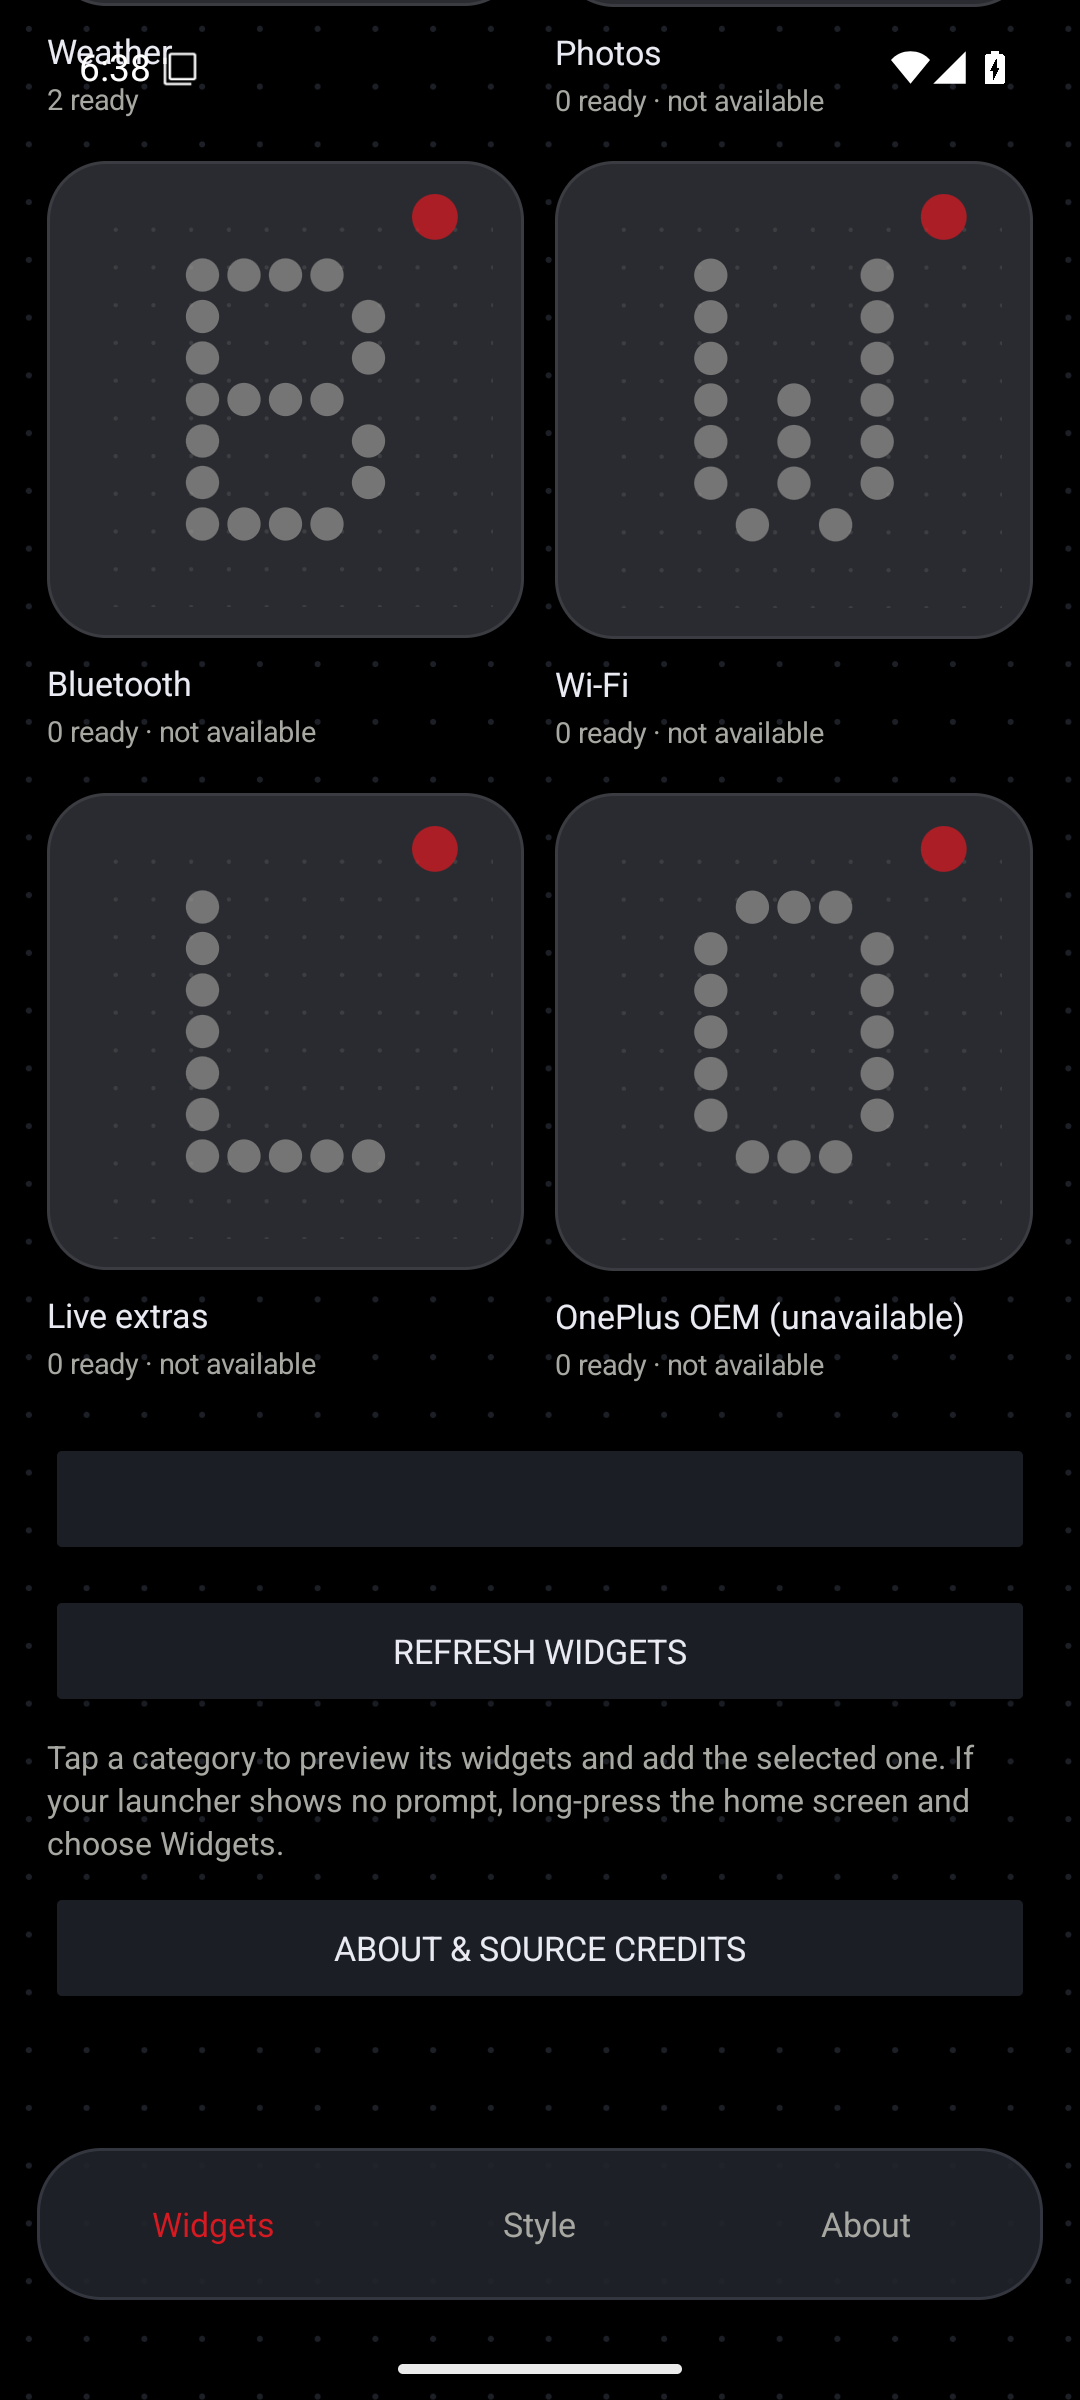 Weather
Photos
6:38
2 ready
0 ready · not available
B
W
Bluetooth
Wi-Fi
0 ready · not available
0 ready · not available
L
O
Live extras
OnePlus OEM (unavailable)
0 ready · not available
0 ready · not available
REFRESH WIDGETS
Tap a category to preview its widgets and add the selected one. If
your launcher shows no prompt, long-press the home screen and
choose Widgets.
ABOUT & SOURCE CREDITS
Widgets
Style
About